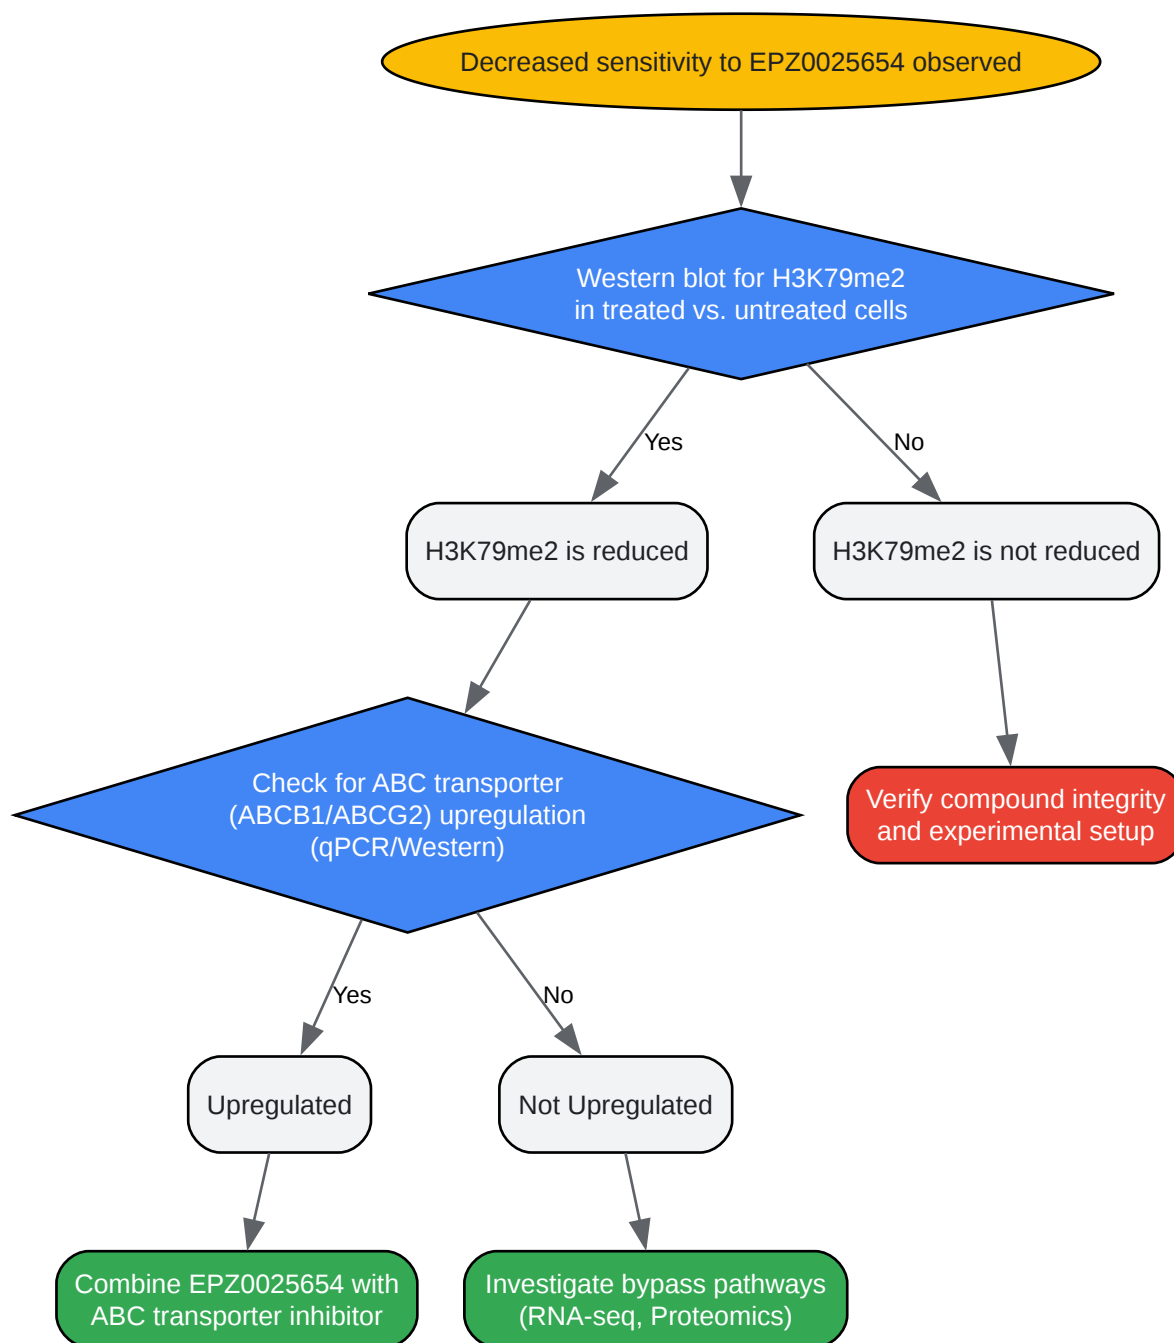 Decreased sensitivity to EPZ0025654 observed
Western blot for H3K79me2
in treated vs. untreated cells
Yes
No
H3K79me2 is reduced
H3K79me2 is not reduced
Check for ABC transporter
(ABCB1/ABCG2) upregulation
(qPCR/Western)
Verify compound integrity
and experimental setup
Yes
No
Upregulated
Not Upregulated
Combine EPZ0025654 with
ABC transporter inhibitor
Investigate bypass pathways
(RNA-seq, Proteomics)